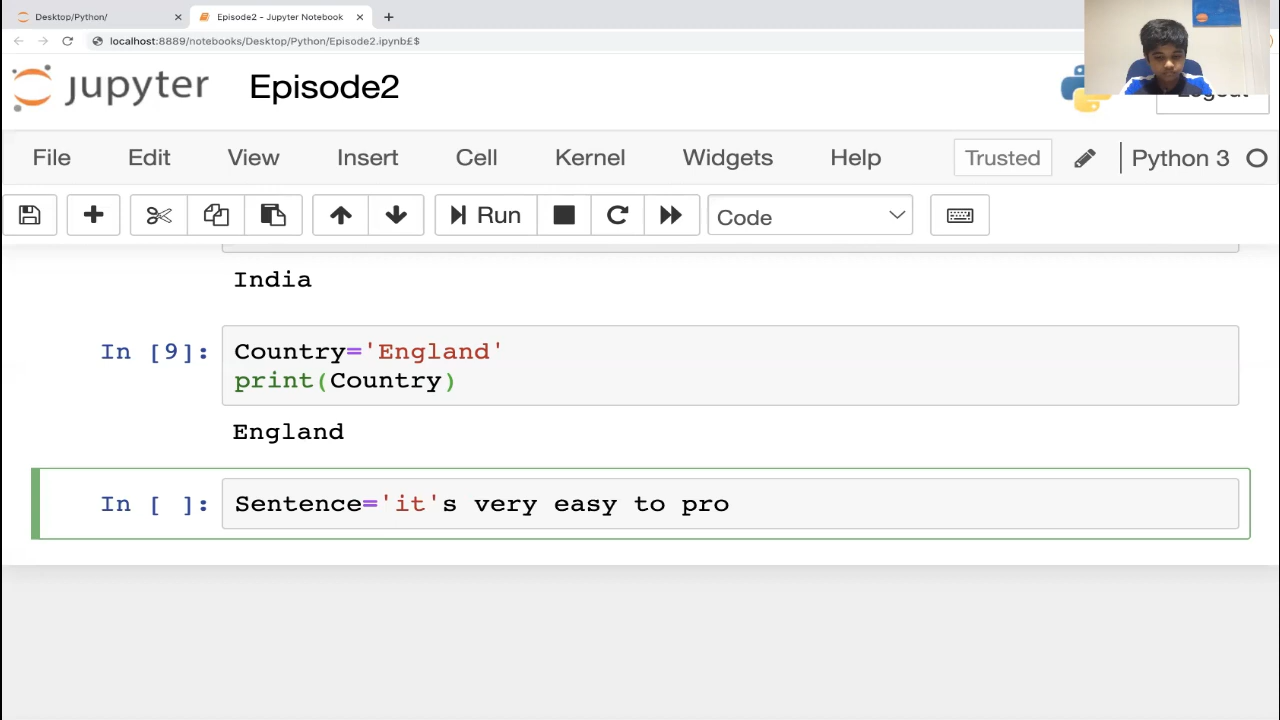 Desktop/Python/
Episode2 - Jupyter Notebook
localhost:8889/notebooks/Desktop/Python/Episode2.ipynb£$
jupyter Episode2
Logout
File Edit View Insert Cell Kernel Widgets Help Trusted Python 3
Run Code
India
In [9]: Country='England'
print(Country)
England
In [ ]: Sentence='it's very easy to pro